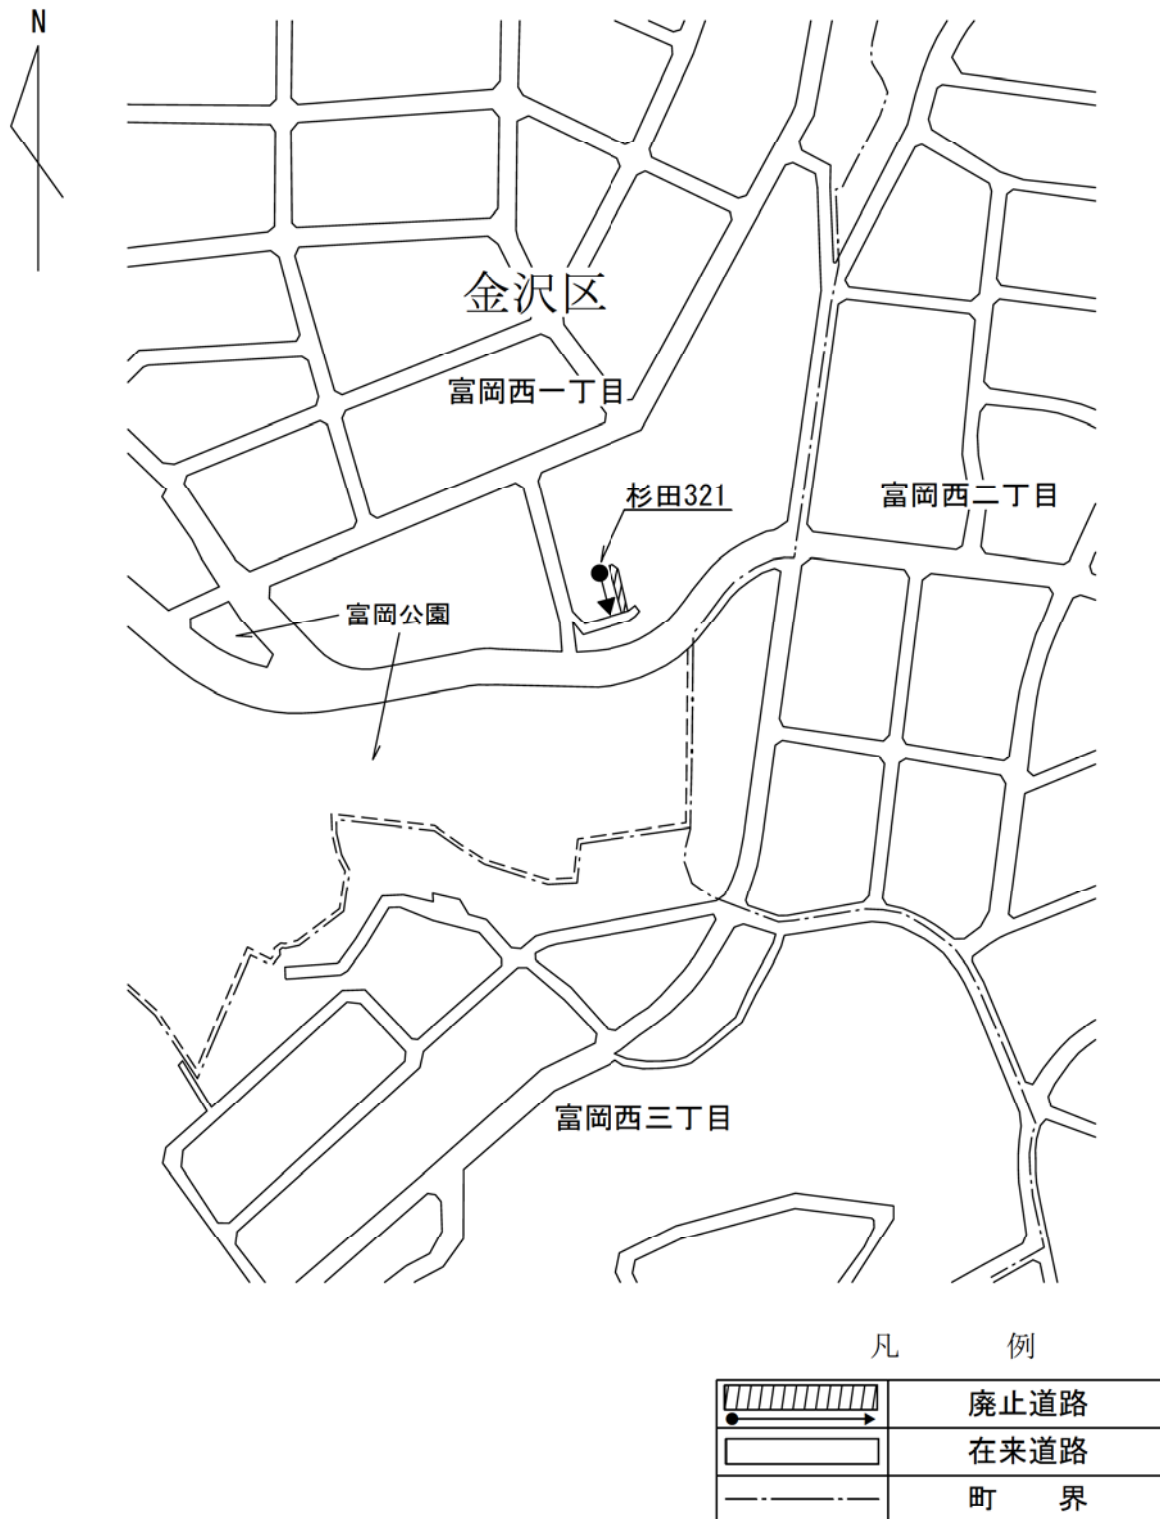 N
金沢区
富岡西一丁目
杉田321
富岡西二丁目
富岡公園
富岡西三丁目
凡 例
廃止道路
在来道路
町 界